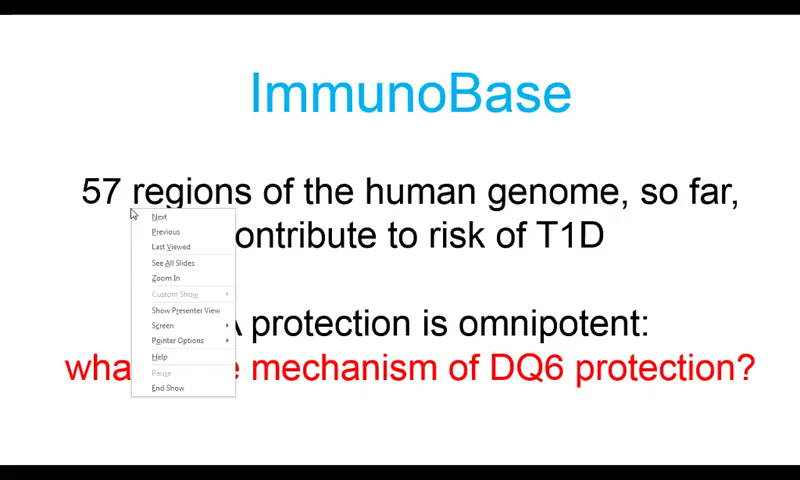 ImmunoBase
57 regions of the human genome, so far,
ontribute to risk of T1D
protection is omnipotent:
mechanism of DQ6 protection?
Next
Previous
Last Viewed
See All Slides
Zoom In
Custom Show
Show Presenter View
Screen
Pointer Options
Help
Pause
End Show